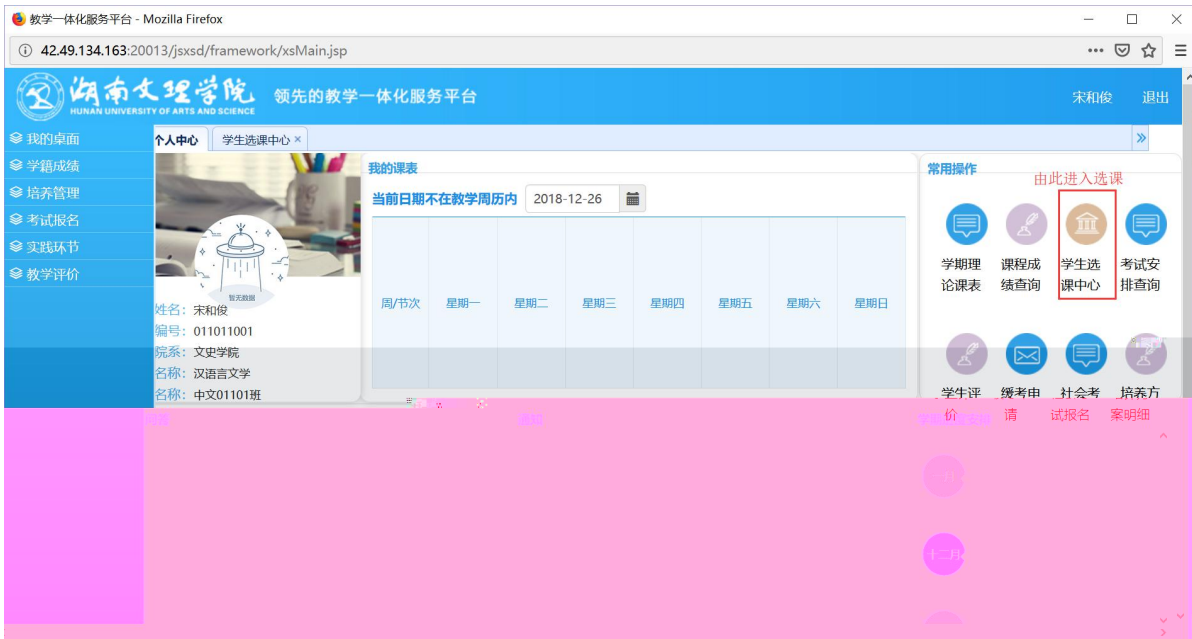 教学一体化服务平台 - Mozilla Firefox
42.49.134.163:20013/jsxsd/framework/xsMain.jsp
湖南文理学院
HUNAN UNIVERSITY OF ARTS AND SCIENCE
领先的教学一体化服务平台
宋和俊 退出
我的桌面
学籍成绩
培养管理
考试报名
实践环节
教学评价
个人中心 学生选课中心 ×
暂无数据
姓名：宋和俊
编号：011011001
院系：文史学院
名称：汉语言文学
名称：中文01101班
我的课表
当前日期不在教学周历内 2018-12-26
周/节次 星期一 星期二 星期三 星期四 星期五 星期六 星期日
常用操作
由此进入选课
学期理论课表
课程成绩查询
学生选课中心
考试安排查询
学生评价
缓考申请
社会考试报名
培养方案明细
通知
十二月